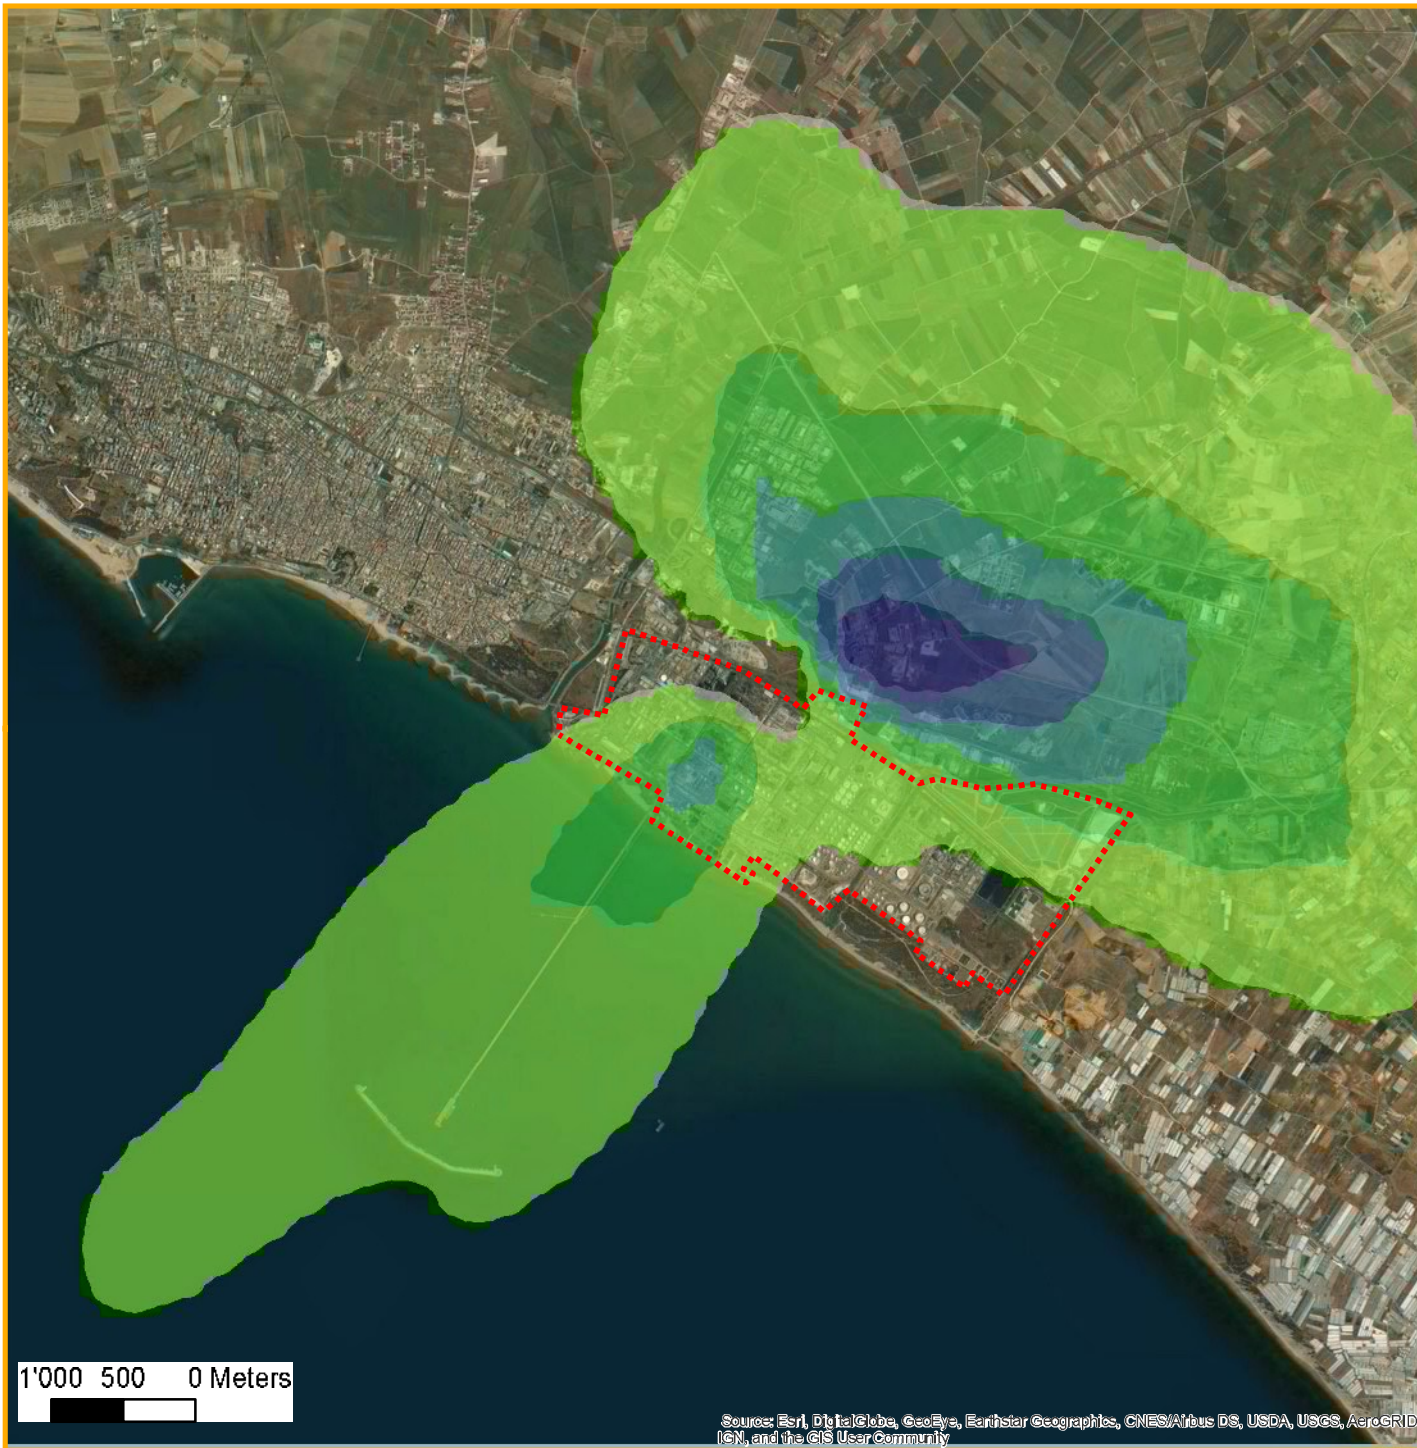 1'000 500 0 Meters
Source: Esri, DigitalGlobe, GeoEye, Earthstar Geographics, CNES/Airbus DS, USDA, USGS, AeroGRID
IGN, and the GIS User Community